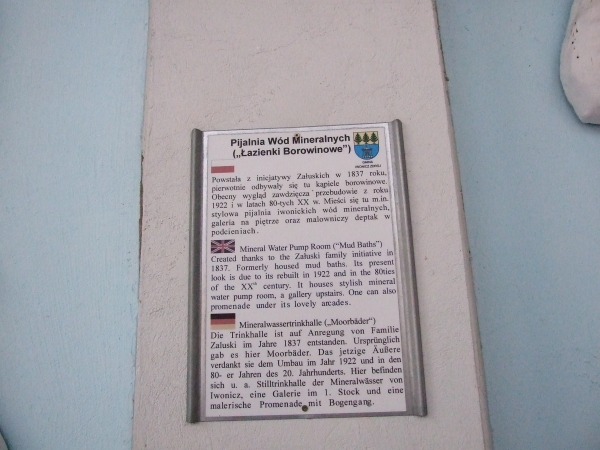 Pijalnia Wód Mineralnych
(„Łazienki Borowinowe")
GMINA
IWONICZ-ZDRÓJ
Powstała z inicjatywy Załuskich w 1837 roku,
pierwotnie odbywały się tu kąpiele borowinowe.
Obecny wygląd zawdzięcza przebudowie z roku
1922 i w latach 80-tych XX w. Mieści się tu m.in.
stylowa pijalnia iwonickich wód mineralnych,
galeria na piętrze oraz malowniczy deptak w
podcieniach.
Mineral Water Pump Room ("Mud Baths")
Created thanks to the Załuski family initiative in
1837. Formerly housed mud baths. Its present
look is due to its rebuilt in 1922 and in the 80ties
of the XXth century. It houses stylish mineral
water pump room, a gallery upstairs. One can also
promenade under its lovely arcades.
Mineralwassertrinkhalle („Moorbäder")
Die Trinkhalle ist auf Anregung von Familie
Zaluski im Jahre 1837 entstanden. Ursprünglich
gab es hier Moorbäder. Das jetzige Äußere
verdankt sie dem Umbau im Jahr 1922 und in den
80- er Jahren des 20. Jahrhunderts. Hier befinden
sich u. a. Stilltrinkhalle der Mineralwässer von
Iwonicz, eine Galerie im 1. Stock und eine
malerische Promenade mit Bogengang.